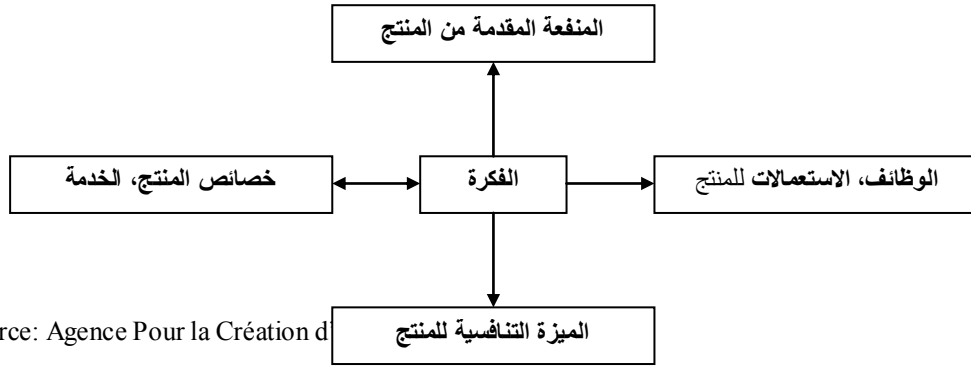 المنفعة المقدمة من المنتج
خصائص المنتج، الخدمة
الفكرة
الوظائف، الاستعمالات للمنتج
الميزة التنافسية للمنتج
rce: Agence Pour la Création d'